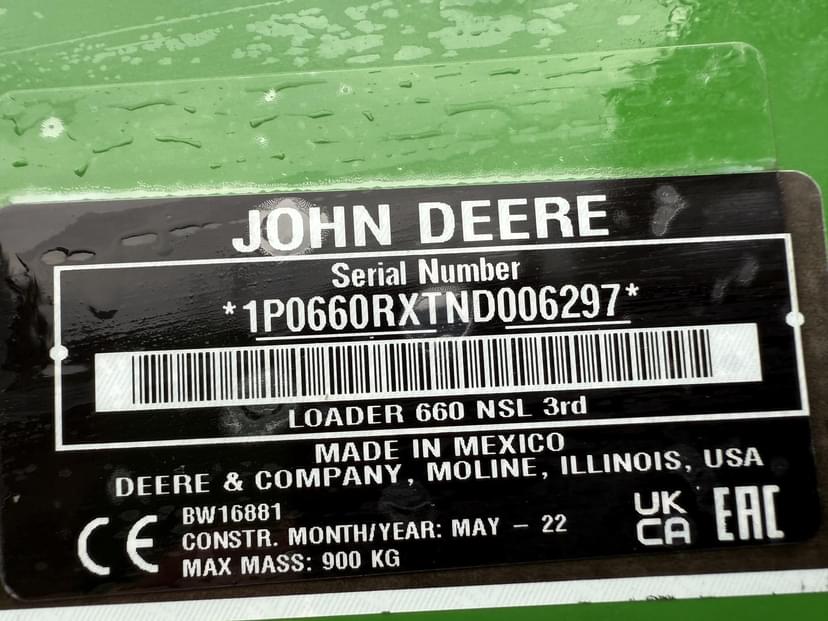 JOHN DEERE
Serial Number
*1P0660RXTND006297*
LOADER 660 NSL 3rd
MADE IN MEXICO
DEERE & COMPANY, MOLINE, ILLINOIS, USA
CE
BW16881
CONSTR. MONTH/YEAR: MAY - 22
MAX MASS: 900 KG
UK
CA
EAC